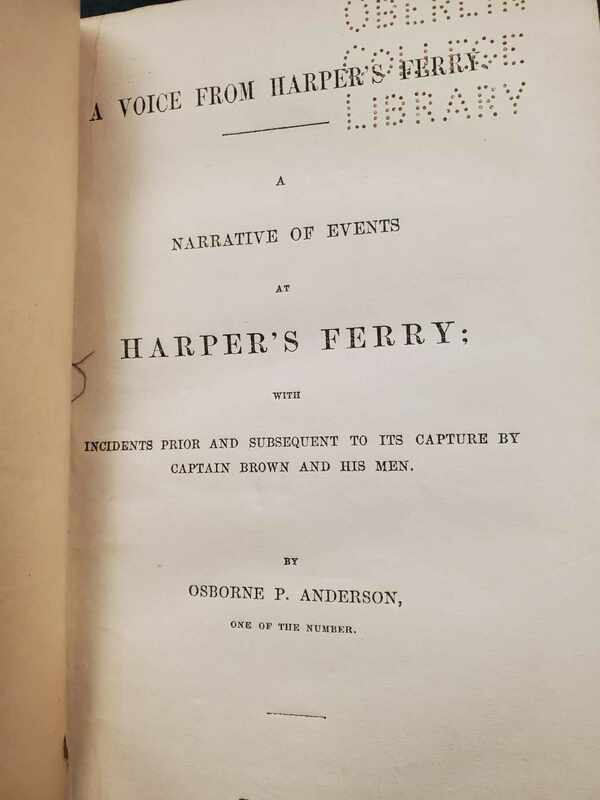 OBERLIN
COLLEGE
LIBRARY
A VOICE FROM HARPER'S FERRY.
A
NARRATIVE OF EVENTS
AT
HARPER'S FERRY;
WITH
INCIDENTS PRIOR AND SUBSEQUENT TO ITS CAPTURE BY
CAPTAIN BROWN AND HIS MEN.
BY
OSBORNE P. ANDERSON,
ONE OF THE NUMBER.